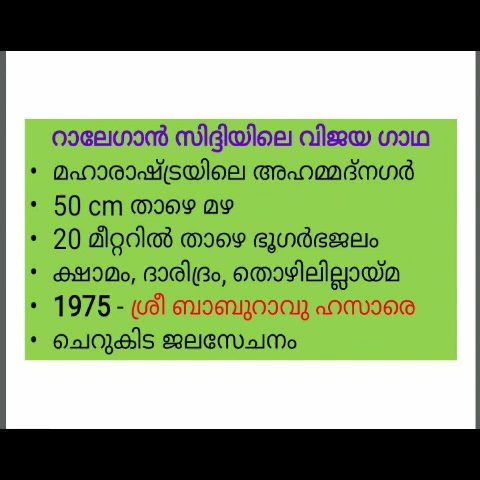 റാലേഗാൻ സിദ്ദിയിലെ വിജയ ഗാഥ
• മഹാരാഷ്ട്രയിലെ അഹമ്മദ്നഗർ
• 50 cm താഴെ മഴ
• 20 മീറ്ററിൽ താഴെ ഭൂഗർഭജലം
• ക്ഷാമം, ദാരിദ്രം, തൊഴിലില്ലായ്മ
• 1975 - ശ്രീ ബാബുറാവു ഹസാരെ
• ചെറുകിട ജലസേചനം